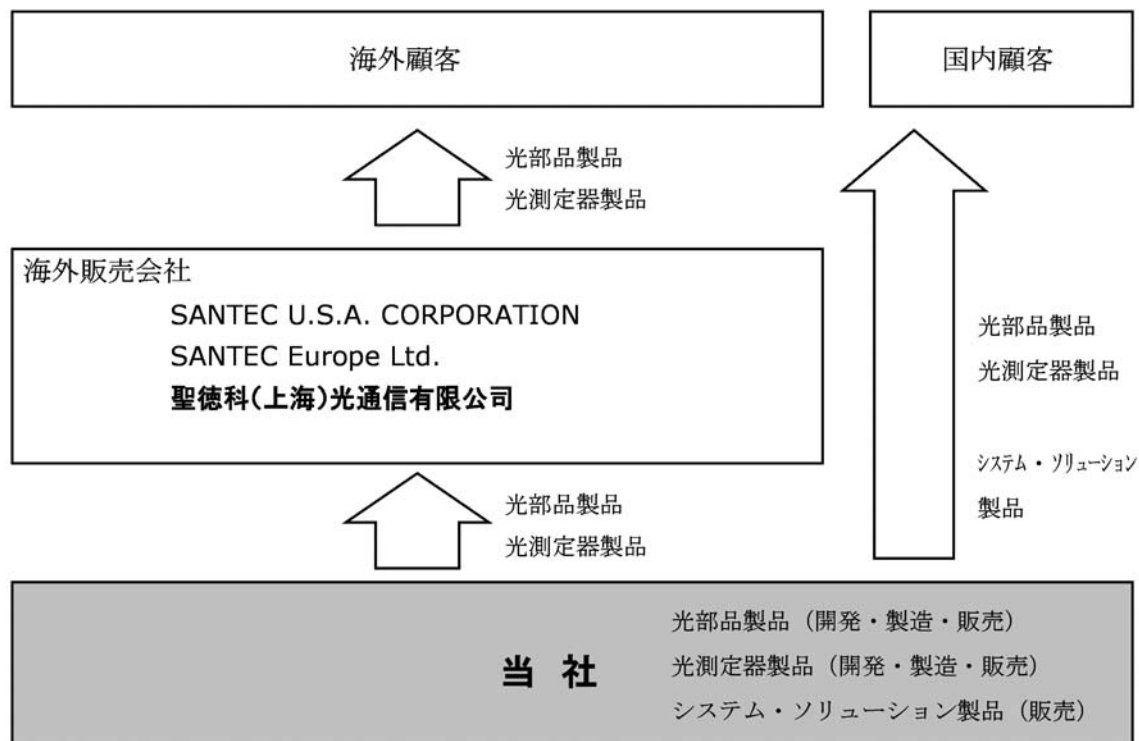 海外顧客
国内顧客
光部品製品
光測定器製品
海外販売会社
SANTEC U.S.A. CORPORATION
SANTEC Europe Ltd.
聖徳科(上海)光通信有限公司
光部品製品
光測定器製品
システム・ソリューション
製品
光部品製品
光測定器製品
当 社
光部品製品(開発・製造・販売)
光測定器製品(開発・製造・販売)
システム・ソリューション製品(販売)